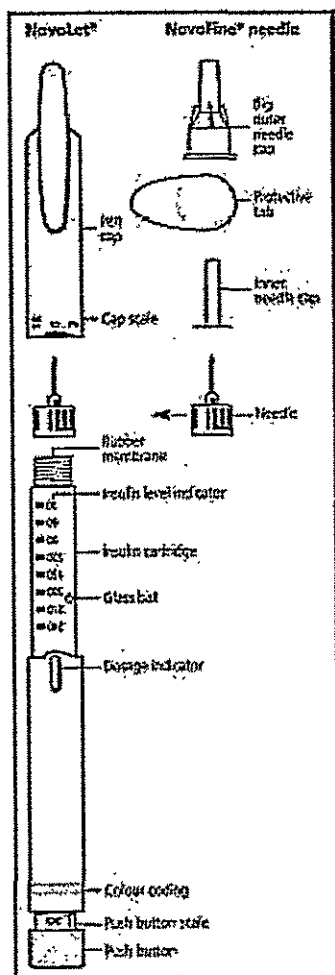 NovoLet®
NovoFine® needle
Big
outer
needle
cap
Protective
tab
Pen
cap
Inner
needle cap
Cap scale
Needle
Rubber
membrane
Insulin level indicator
Insulin cartridge
Glass ball
Dosage indicator
Colour coding
Push button scale
Push button